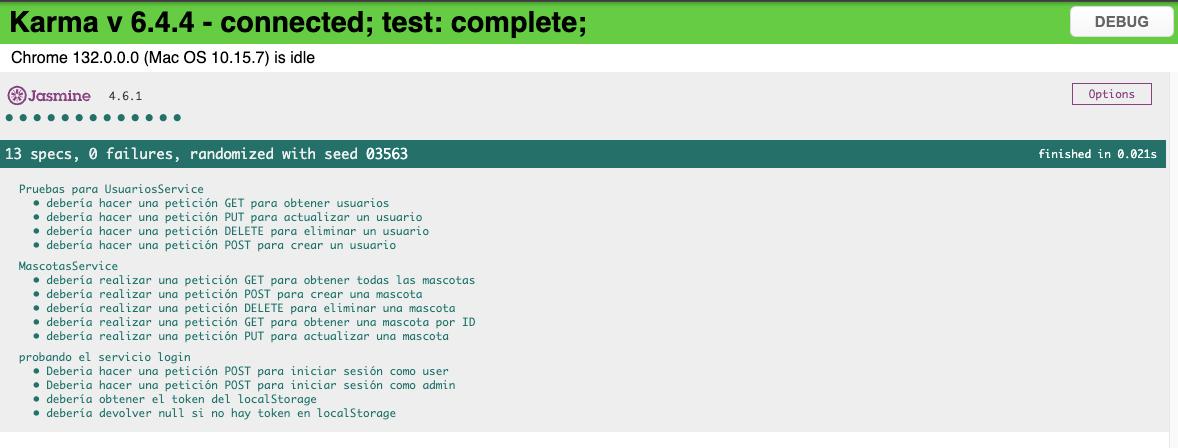 Karma v 6.4.4 - connected; test: complete;
DEBUG
Chrome 132.0.0.0 (Mac OS 10.15.7) is idle
Jasmine 4.6.1
Options
13 specs, 0 failures, randomized with seed 03563
finished in 0.021s
Pruebas para UsuariosService
• debería hacer una petición GET para obtener usuarios
• debería hacer una petición PUT para actualizar un usuario
• debería hacer una petición DELETE para eliminar un usuario
• debería hacer una petición POST para crear un usuario
MascotasService
• debería realizar una petición GET para obtener todas las mascotas
• debería realizar una petición POST para crear una mascota
• debería realizar una petición DELETE para eliminar una mascota
• debería realizar una petición GET para obtener una mascota por ID
• debería realizar una petición PUT para actualizar una mascota
probando el servicio login
• Deberia hacer una petición POST para iniciar sesión como user
• Deberia hacer una petición POST para iniciar sesión como admin
• debería obtener el token del localStorage
• debería devolver null si no hay token en localStorage